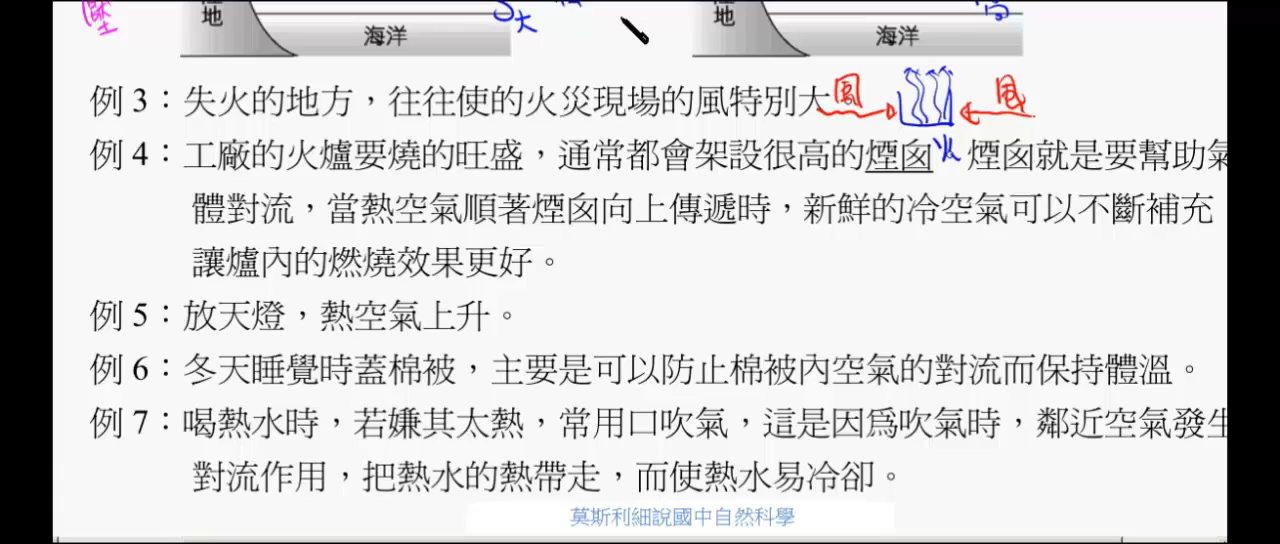 壓
地
海洋
大
地
海洋
高
例 3：失火的地方，往往使的火災現場的風特別大
風
風
火
例 4：工廠的火爐要燒的旺盛，通常都會架設很高的煙囪 煙囪就是要幫助氣
體對流，當熱空氣順著煙囪向上傳遞時，新鮮的冷空氣可以不斷補充
讓爐內的燃燒效果更好。
例 5：放天燈，熱空氣上升。
例 6：冬天睡覺時蓋棉被，主要是可以防止棉被內空氣的對流而保持體溫。
例 7：喝熱水時，若嫌其太熱，常用口吹氣，這是因爲吹氣時，鄰近空氣發生
對流作用，把熱水的熱帶走，而使熱水易冷卻。
莫斯利細說國中自然科學